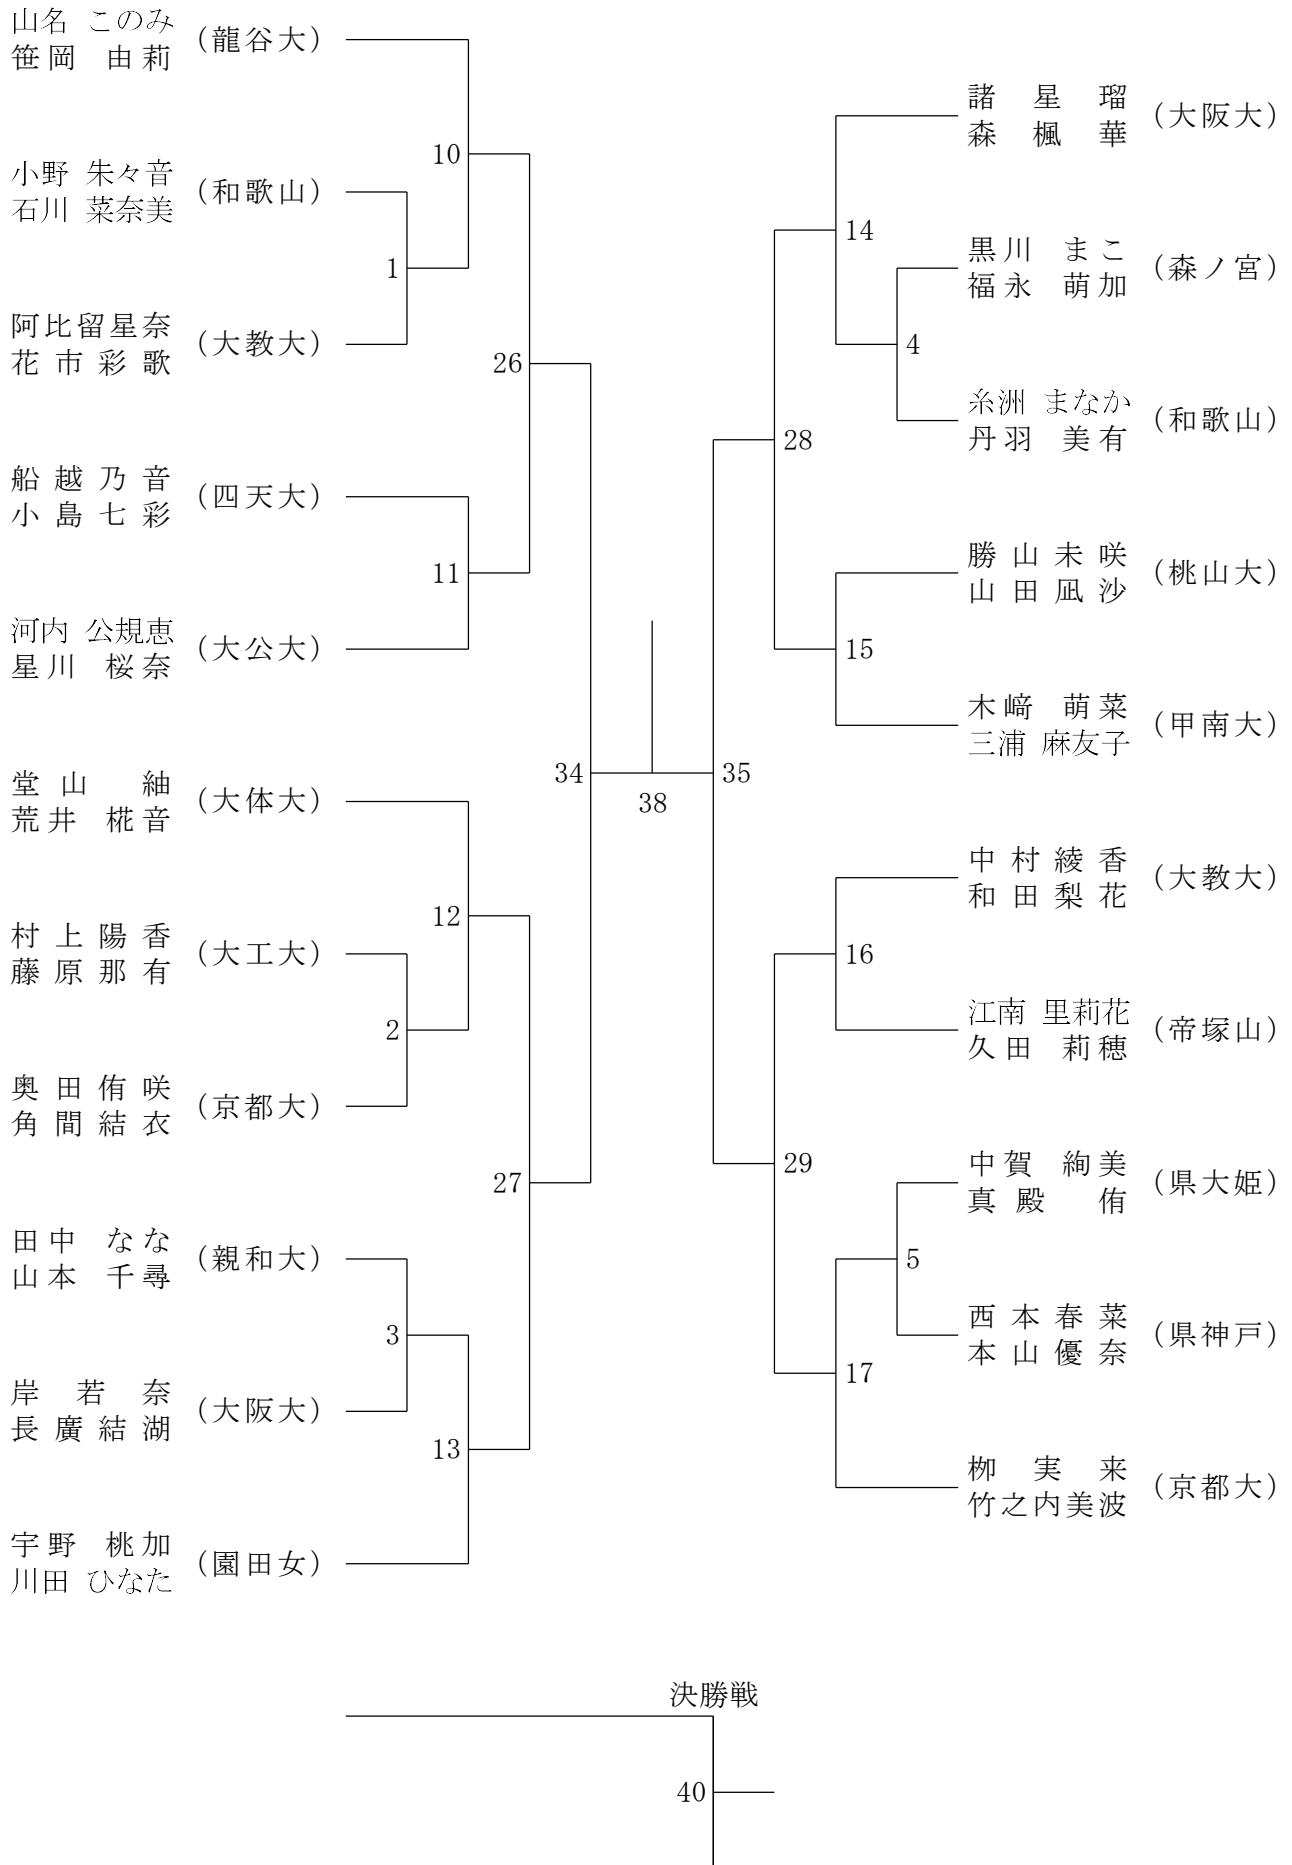 山名 このみ
笹岡 由莉
(龍谷大)
小野 朱々音
石川 菜奈美
(和歌山)
阿比留星奈
花市彩歌
(大教大)
船越乃音
小島七彩
(四天大)
河内 公規恵
星川 桜奈
(大公大)
堂山 紬
荒井 椛音
(大体大)
村上陽香
藤原那有
(大工大)
奥田侑咲
角間結衣
(京都大)
田中 なな
山本 千尋
(親和大)
岸若奈
長廣結湖
(大阪大)
宇野 桃加
川田 ひなた
(園田女)
10
1
26
11
34
12
2
27
3
13
38
諸星瑠
森楓華
(大阪大)
黒川 まこ
福永 萌加
(森ノ宮)
糸洲 まなか
丹羽 美有
(和歌山)
勝山未咲
山田凪沙
(桃山大)
木﨑 萌菜
三浦 麻友子
(甲南大)
中村綾香
和田梨花
(大教大)
江南 里莉花
久田 莉穂
(帝塚山)
中賀 絢美
真殿 侑
(県大姫)
西本春菜
本山優奈
(県神戸)
栁実来
竹之内美波
(京都大)
14
4
28
15
35
16
29
5
17
決勝戦
40